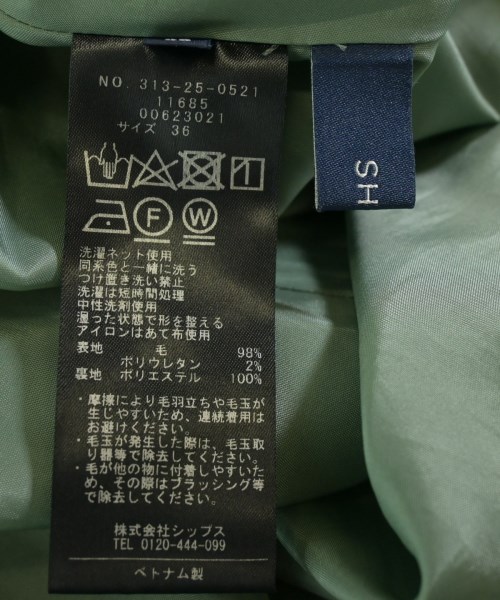 NO. 313-25-0521
11685
00623021
サイズ 36
F W
洗濯ネット使用
同系色と一緒に洗う
つけ置き洗い禁止
洗濯は短時間処理
中性洗剤使用
湿った状態で形を整える
アイロンはあて布使用
表地 毛 98%
ポリウレタン 2%
裏地 ポリエステル 100%
・摩擦により毛羽立ちや毛玉が
生じやすいため、連続着用は
お避けください。
・毛玉が発生した際は、毛玉取
り器等で除去してください。
・毛が他の物に付着しやすいた
め、その際はブラッシング等
で除去してください。
株式会社シップス
TEL 0120-444-099
ベトナム製
SH